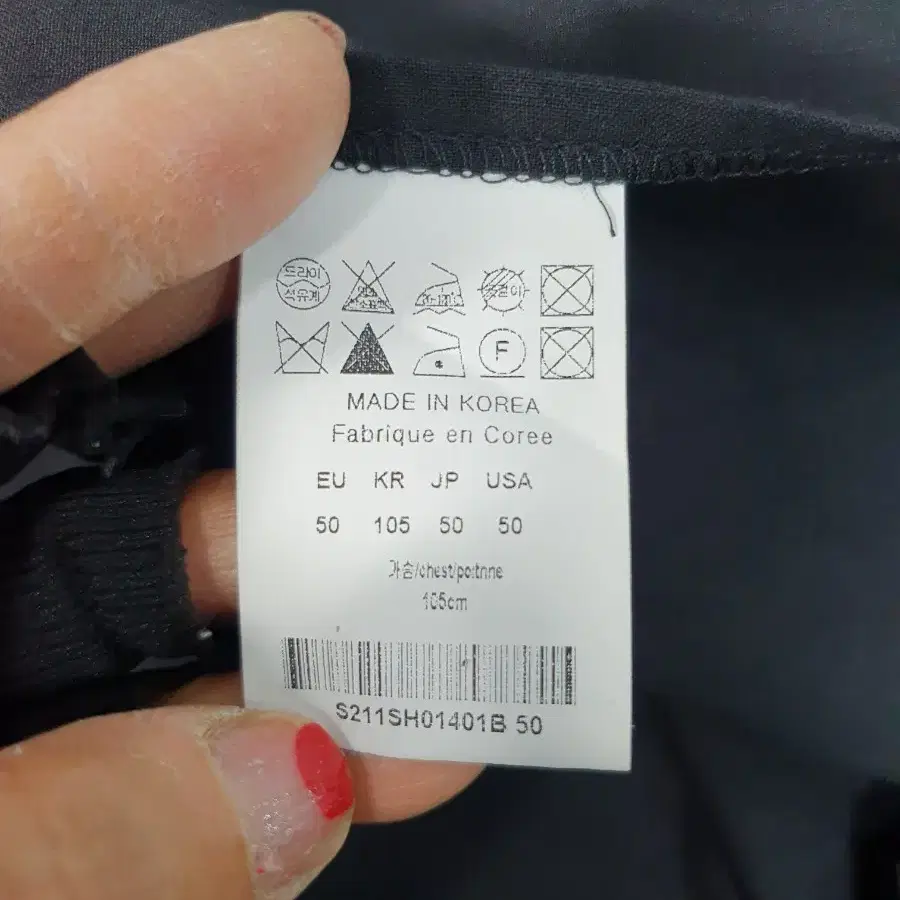 드라이
석유계
F
MADE IN KOREA
Fabrique en Coree
EU KR JP USA
50 105 50 50
가슴/chest/poitrine
105cm
S211SH01401B 50